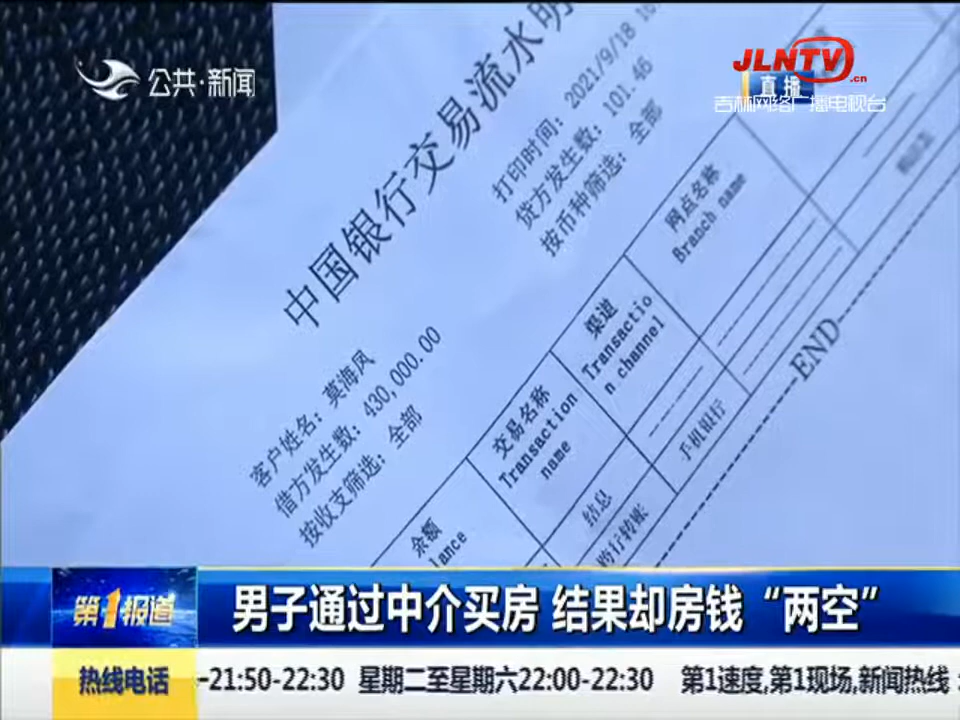 公共·新闻
JLNTV.cn
直播
吉林网络广播电视台
中国银行交易流水明
打印时间: 2021/9/18
贷方发生数: 101.46
按币种筛选: 全部
客户姓名: 莫海风
借方发生数: 430,000.00
按收支筛选: 全部
余额
lance
交易名称
Transaction
name
渠道
Transactio
n channel
网点名称
Branch name
结息
跨行转账
手机银行
END
第1报道
男子通过中介买房 结果却房钱“两空”
热线电话
-21:50-22:30 星期二至星期六22:00-22:30 第1速度,第1现场,新闻热线: